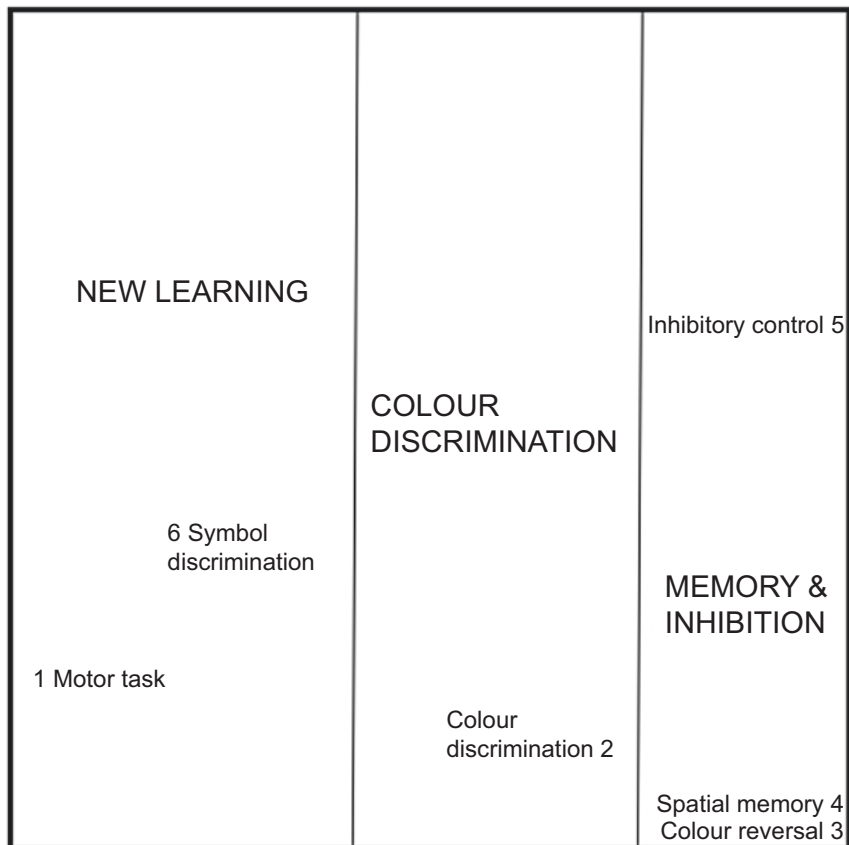 NEW LEARNING
6 Symbol
discrimination
1 Motor task
COLOUR
DISCRIMINATION
Colour
discrimination 2
Inhibitory control 5
MEMORY &
INHIBITION
Spatial memory 4
Colour reversal 3